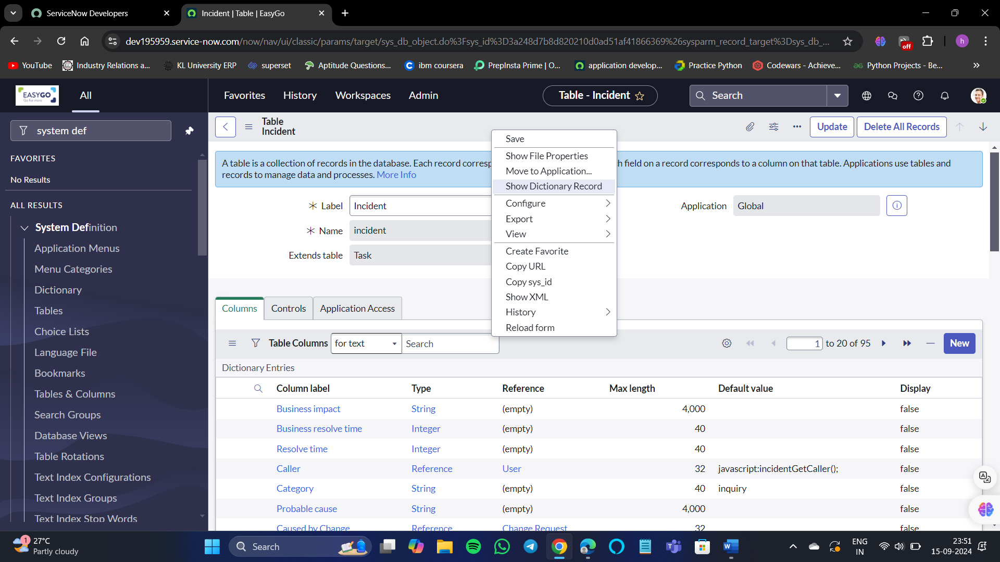 ServiceNow Developers
Incident | Table | EasyGo
dev195959.service-now.com/now/nav/ui/classic/params/target/sys_db_object.do%3Fsys_id%3D3a248d7b8d820210d0ad51af41866369%26sysparm_record_target%3Dsys_db_...
off
h
YouTube
Industry Relations a...
KL University ERP
superset
Aptitude Questions...
ibm coursera
PrepInsta Prime | O...
application develop...
Practice Python
Codewars - Achieve...
Python Projects - Be...
EASYGO
Go for more
All
Favorites
History
Workspaces
Admin
Table - Incident
Search
system def
FAVORITES
No Results
ALL RESULTS
System Definition
Application Menus
Menu Categories
Dictionary
Tables
Choice Lists
Language File
Bookmarks
Tables & Columns
Search Groups
Database Views
Table Rotations
Text Index Configurations
Text Index Groups
Text Index Stop Words
Table
Incident
Update
Delete All Records
A table is a collection of records in the database. Each record corresp
h field on a record corresponds to a column on that table. Applications use tables and
records to manage data and processes. More Info
Label
Incident
Name
incident
Extends table
Task
Application
Global
Save
Show File Properties
Move to Application...
Show Dictionary Record
Configure
Export
View
Create Favorite
Copy URL
Copy sys_id
Show XML
History
Reload form
Columns
Controls
Application Access
Table Columns
for text
Search
1 to 20 of 95
New
Dictionary Entries
Column label Type Reference Max length Default value Display
Business impact String (empty) 4,000 false
Business resolve time Integer (empty) 40 false
Resolve time Integer (empty) 40 false
Caller Reference User 32 javascript:incidentGetCaller(); false
Category String (empty) 40 inquiry false
Probable cause String (empty) 4,000 false
Caused by Change Reference Change Request 32 false
1
27°C
Partly cloudy
Search
ENG
IN
23:51
15-09-2024